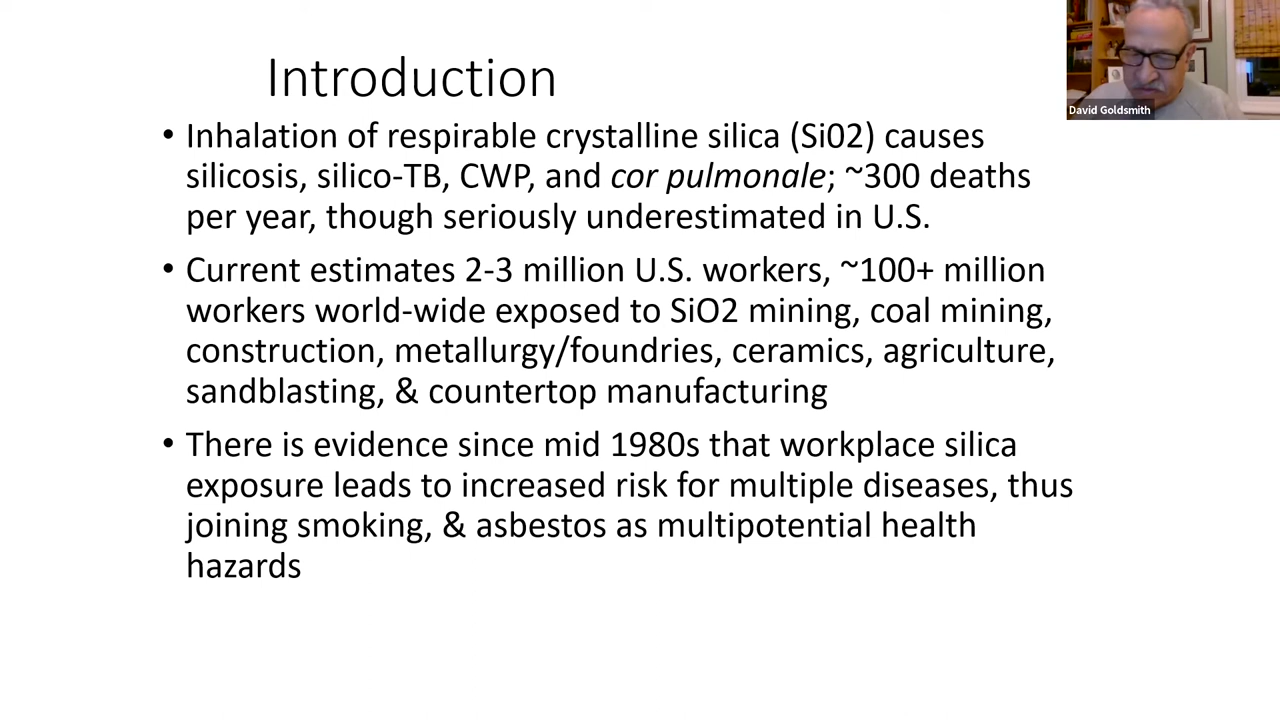 Introduction
• Inhalation of respirable crystalline silica (Si02) causes
silicosis, silico-TB, CWP, and cor pulmonale; ~300 deaths
per year, though seriously underestimated in U.S.
• Current estimates 2-3 million U.S. workers, ~100+ million
workers world-wide exposed to SiO2 mining, coal mining,
construction, metallurgy/foundries, ceramics, agriculture,
sandblasting, & countertop manufacturing
• There is evidence since mid 1980s that workplace silica
exposure leads to increased risk for multiple diseases, thus
joining smoking, & asbestos as multipotential health
hazards
David Goldsmith